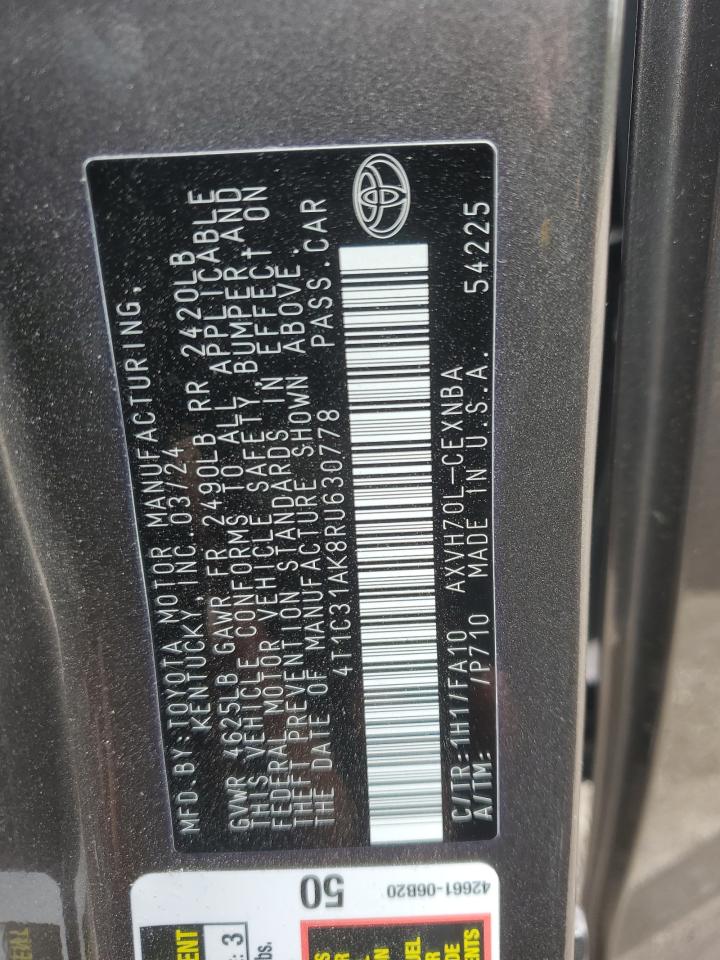 MFD. BY: TOYOTA MOTOR MANUFACTURING,
KENTUCKY, INC. 03/24
GVWR 4625LB GAWR FR 2490LB RR 2420LB
THIS VEHICLE CONFORMS TO ALL APPLICABLE
FEDERAL MOTOR VEHICLE SAFETY, BUMPER, AND
THEFT PREVENTION STANDARDS IN EFFECT ON
THE DATE OF MANUFACTURE SHOWN ABOVE.
4T1C31AK8RU630778 PASS.CAR
C/TR: 1H1/FA10 AXVH70L-CEXNBA
A/TM: /P710 MADE IN U.S.A. 54225
50
42661-06B20
3
lbs.